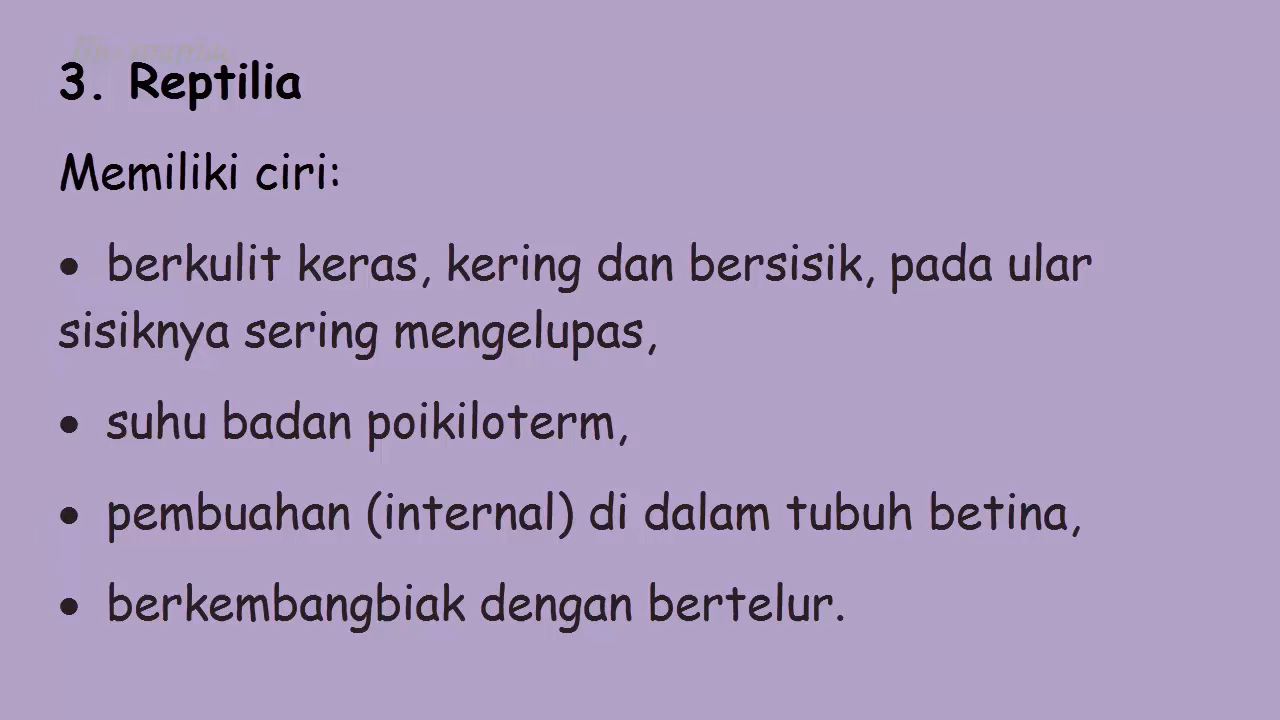 3. Reptilia
Memiliki ciri:
• berkulit keras, kering dan bersisik, pada ular
sisiknya sering mengelupas,
• suhu badan poikiloterm,
• pembuahan (internal) di dalam tubuh betina,
• berkembangbiak dengan bertelur.